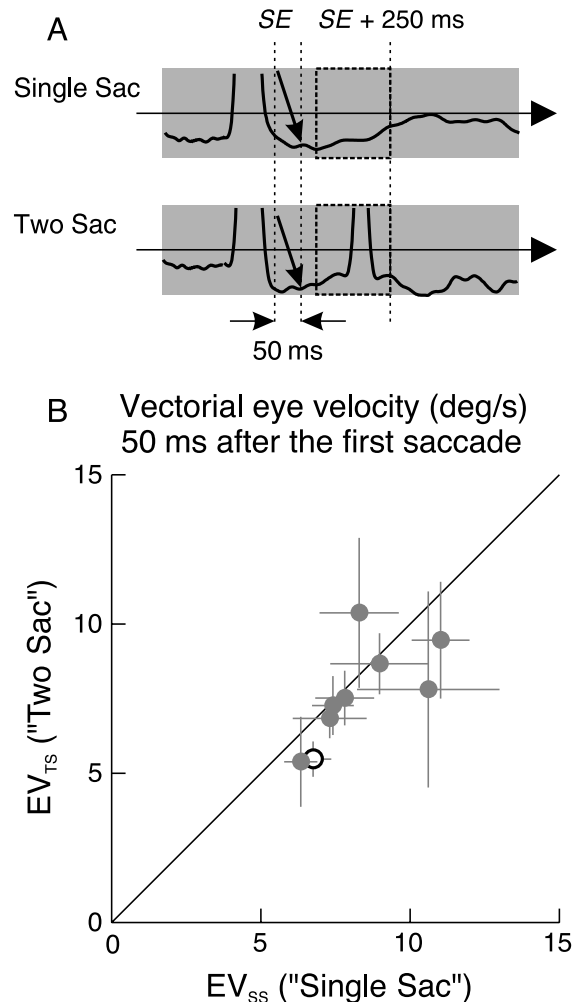 A
SE
SE + 250 ms
Single Sac
Two Sac
50 ms
B
Vectorial eye velocity (deg/s)
50 ms after the first saccade
15
10
5
0
EV_TS ("Two Sac")
0
5
10
15
EV_SS ("Single Sac")